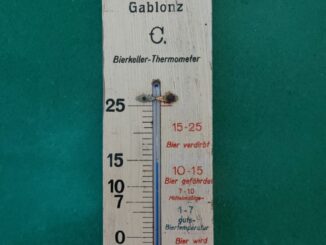 Gablonz
C.
Bierkeller-Thermometer
25
15-25
Bier verdirbt
15
10-15
Bier gefährdet
10
7-10
7
Mittelmäßige-
1-7
gute-
Biertemperatur
0
Bier wird